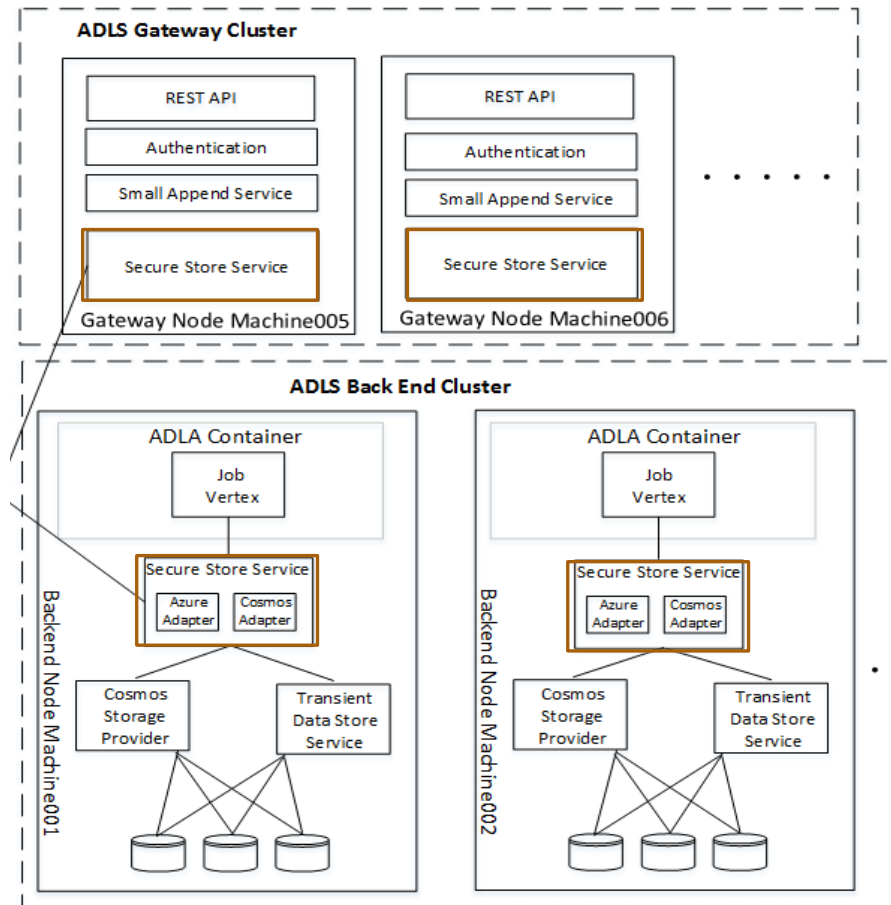 ADLS Gateway Cluster
REST API
Authentication
Small Append Service
Secure Store Service
Gateway Node Machine005
REST API
Authentication
Small Append Service
Secure Store Service
Gateway Node Machine006
ADLS Back End Cluster
ADLA Container
Job
Vertex
Secure Store Service
Azure
Adapter
Cosmos
Adapter
Cosmos
Storage
Provider
Transient
Data Store
Service
Backend Node Machine001
ADLA Container
Job
Vertex
Secure Store Service
Azure
Adapter
Cosmos
Adapter
Cosmos
Storage
Provider
Transient
Data Store
Service
Backend Node Machine002